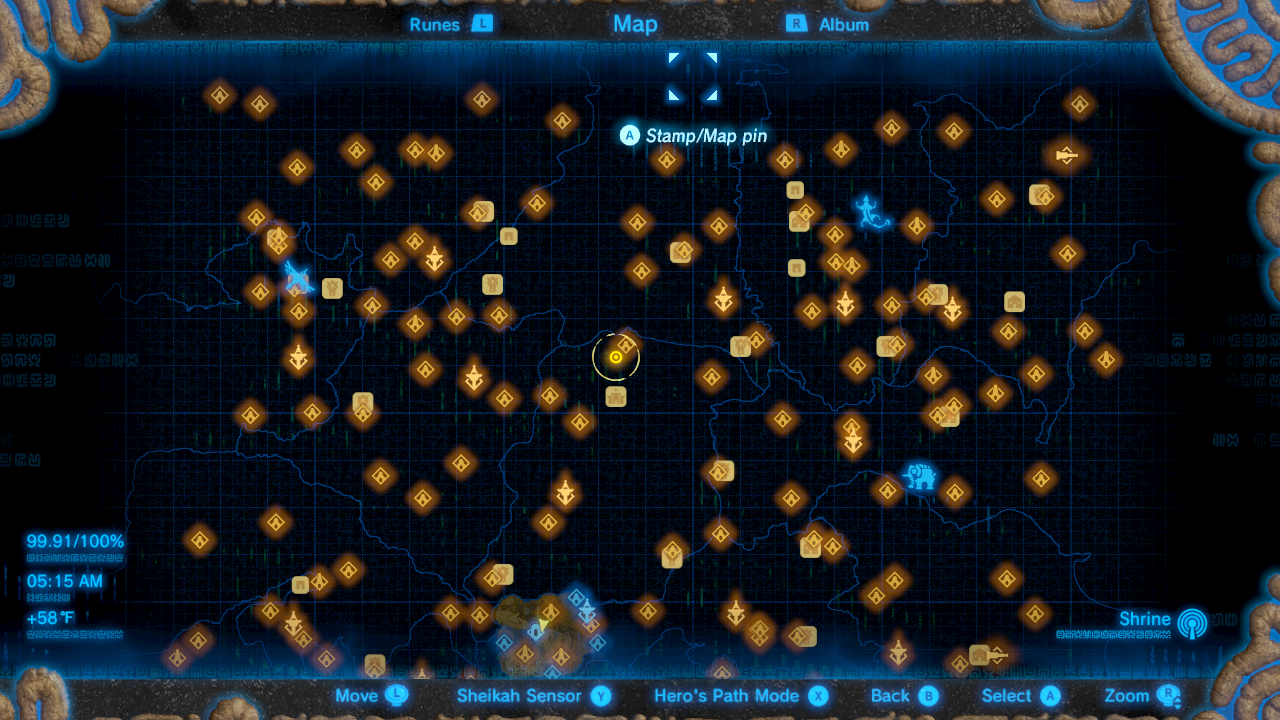 Runes L
Map
R Album
A Stamp/Map pin
99.91/100%
05:15 AM
+58°F
Shrine
Move L
Sheikah Sensor Y
Hero's Path Mode X
Back B
Select A
Zoom R